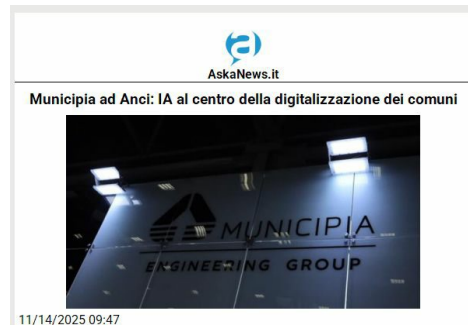 AskaNews.it
Municipia ad Anci: IA al centro della digitalizzazione dei comuni
MUNICIPIA
ENGINEERING GROUP
11/14/2025 09:47